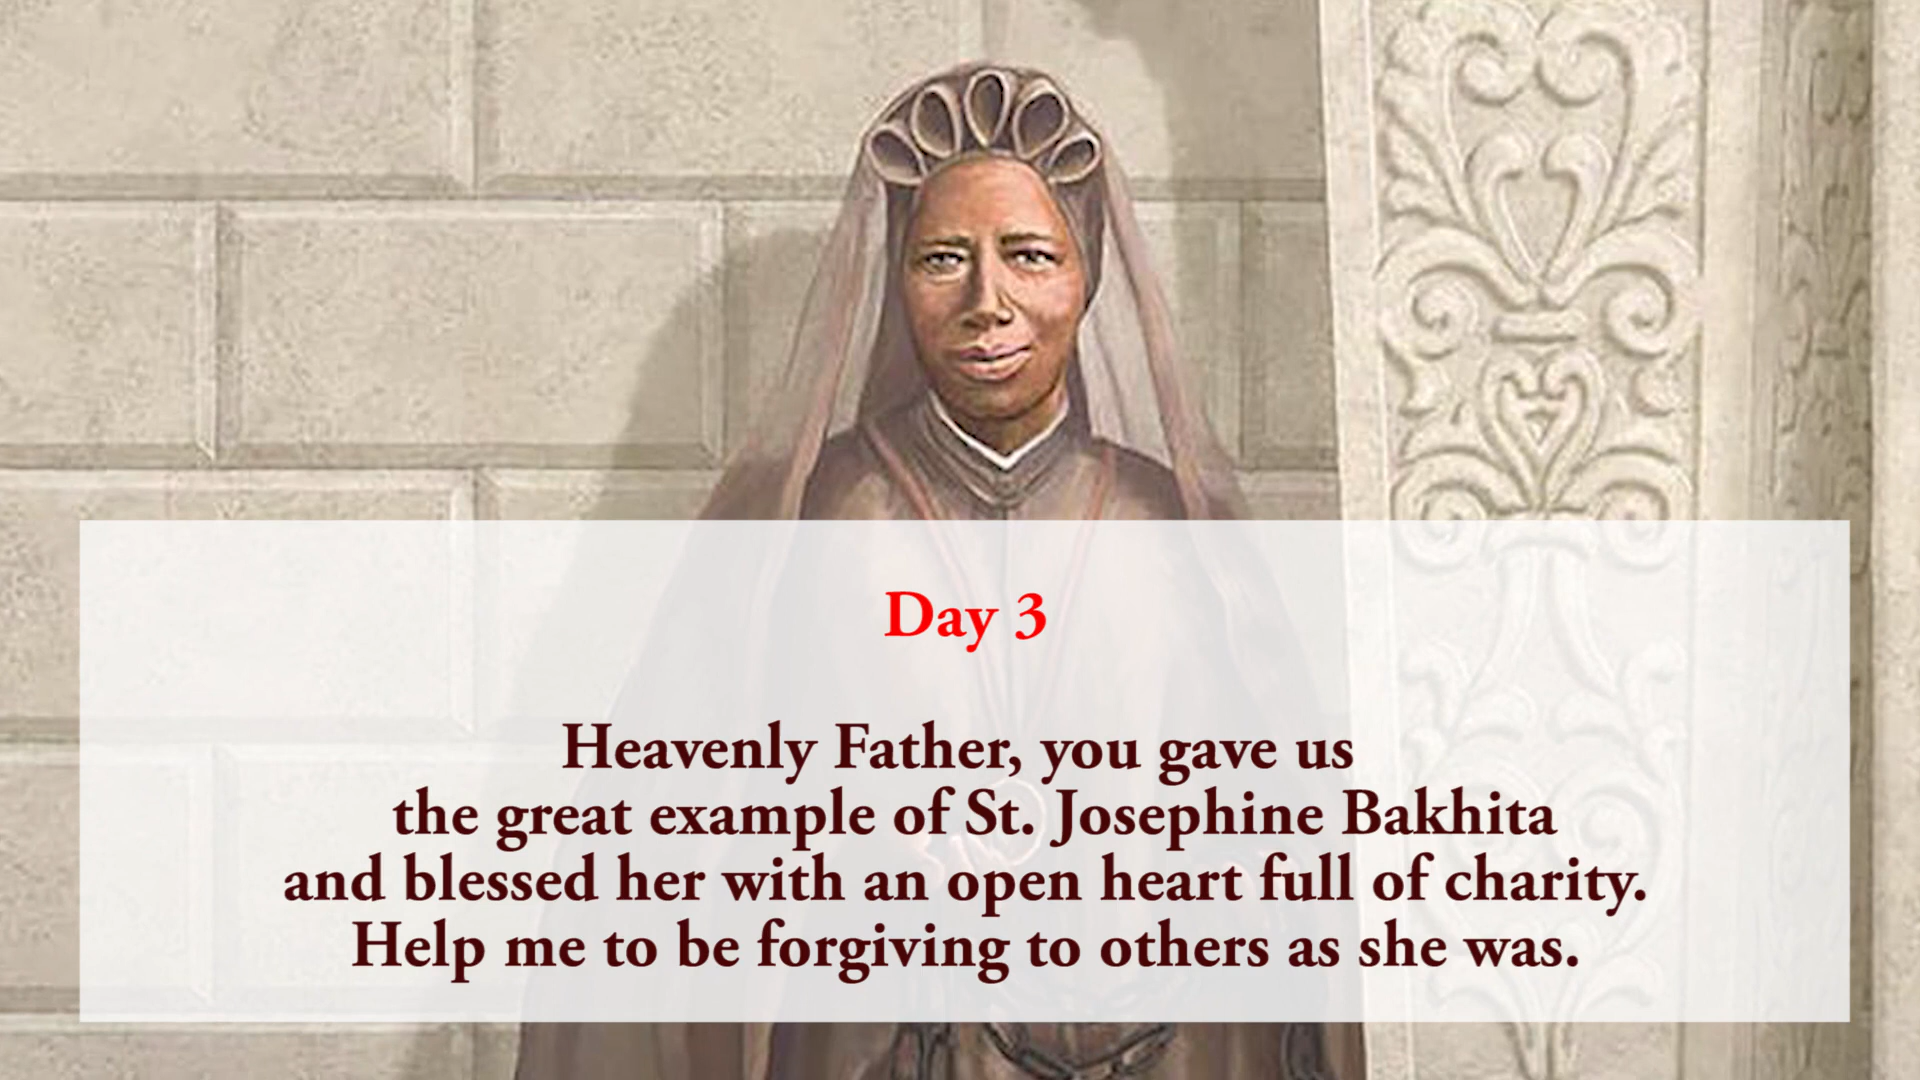 Day 3
Heavenly Father, you gave us
the great example of St. Josephine Bakhita
and blessed her with an open heart full of charity.
Help me to be forgiving to others as she was.